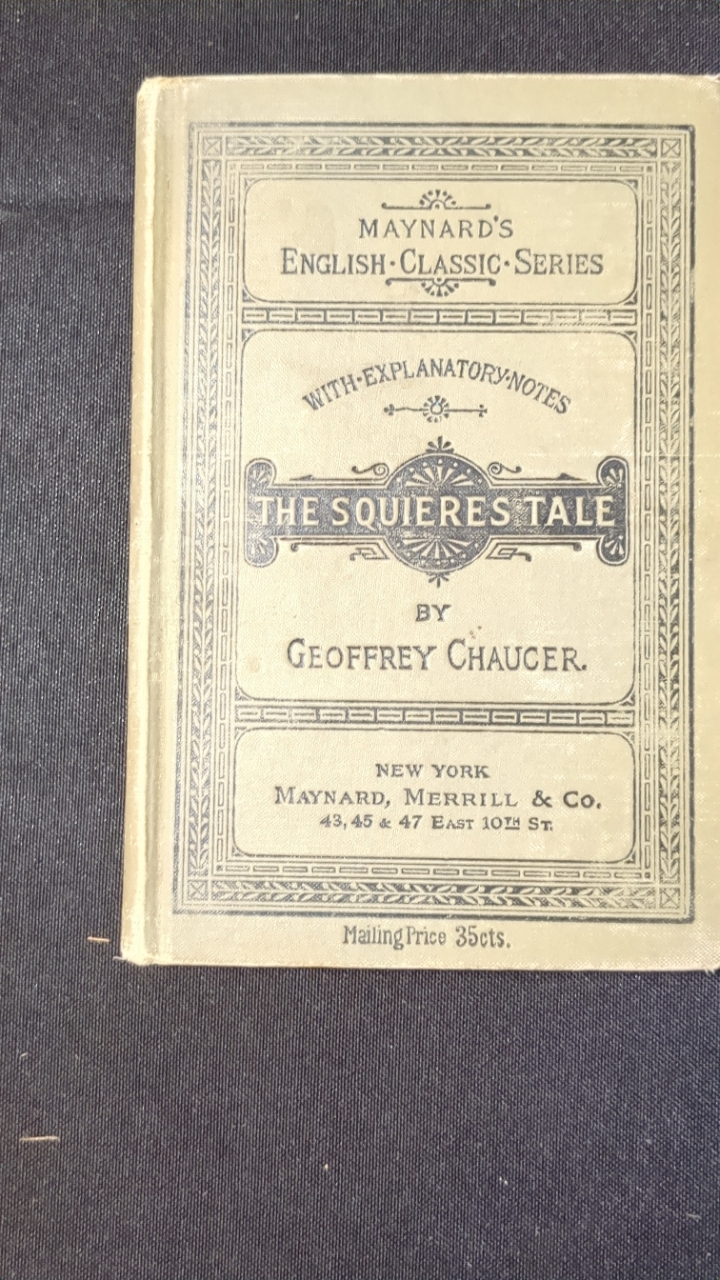 MAYNARD'S
ENGLISH·CLASSIC·SERIES
WITH·EXPLANATORY·NOTES
THE SQUIERES TALE
BY
GEOFFREY CHAUCER.
NEW YORK
MAYNARD, MERRILL & CO.
43, 45 & 47 EAST 10TH ST.
Mailing Price 35cts.